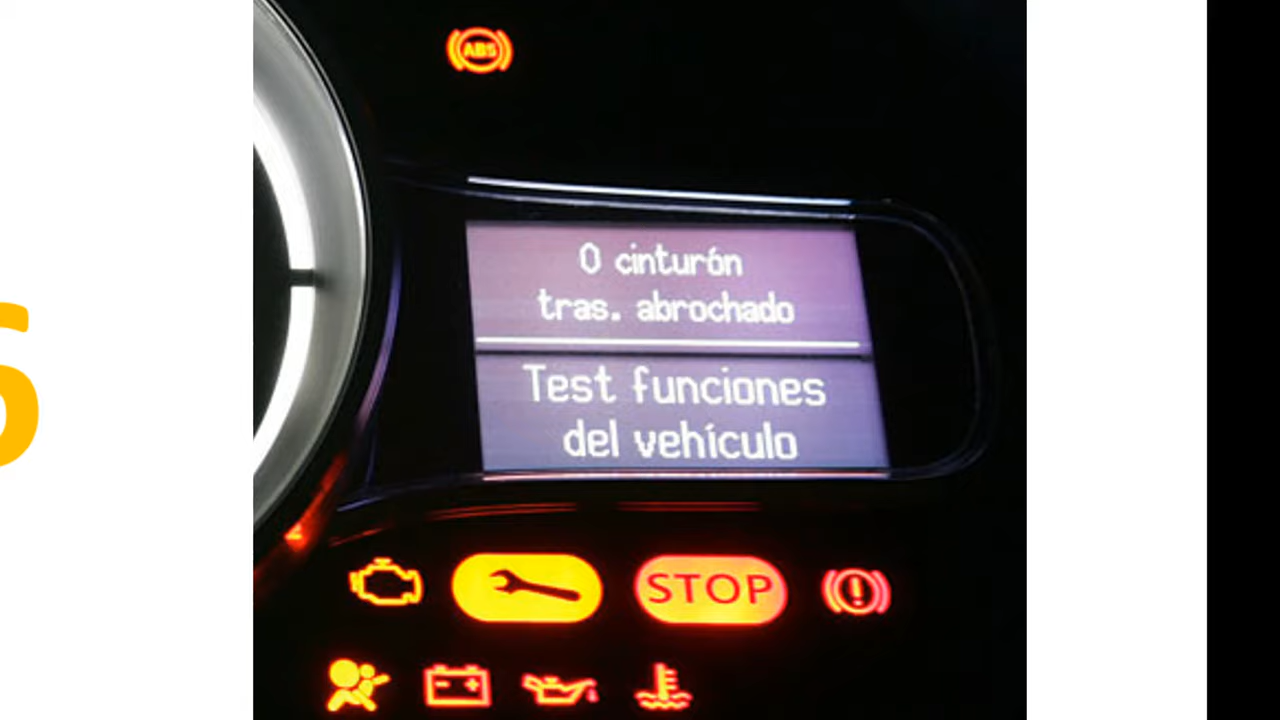 ABS
0 cinturón
tras. abrochado
Test funciones
del vehículo
STOP